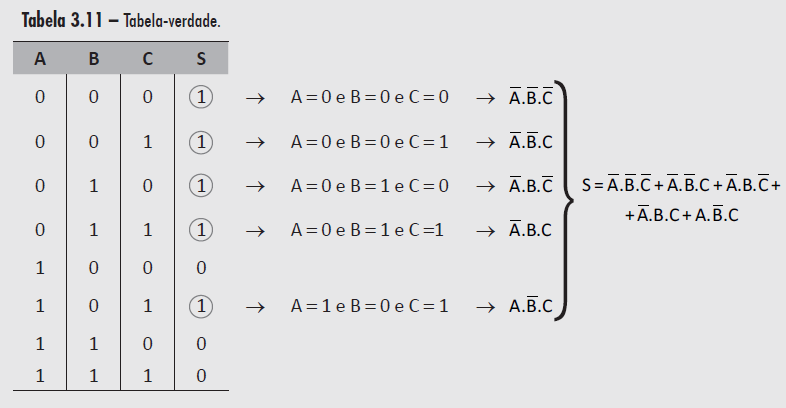 Tabela 3.11 – Tabela-verdade.
A B C S
0 0 0 1 → A=0 e B=0 e C=0 → A̅.B̅.C̅
0 0 1 1 → A=0 e B=0 e C=1 → A̅.B̅.C
0 1 0 1 → A=0 e B=1 e C=0 → A̅.B.C̅
S=A̅.B̅.C̅+A̅.B̅.C+A̅.B.C̅+
+A̅.B.C+A.B̅.C
0 1 1 1 → A=0 e B=1 e C=1 → A̅.B.C
1 0 0 0
1 0 1 1 → A=1 e B=0 e C=1 → A.B̅.C
1 1 0 0
1 1 1 0